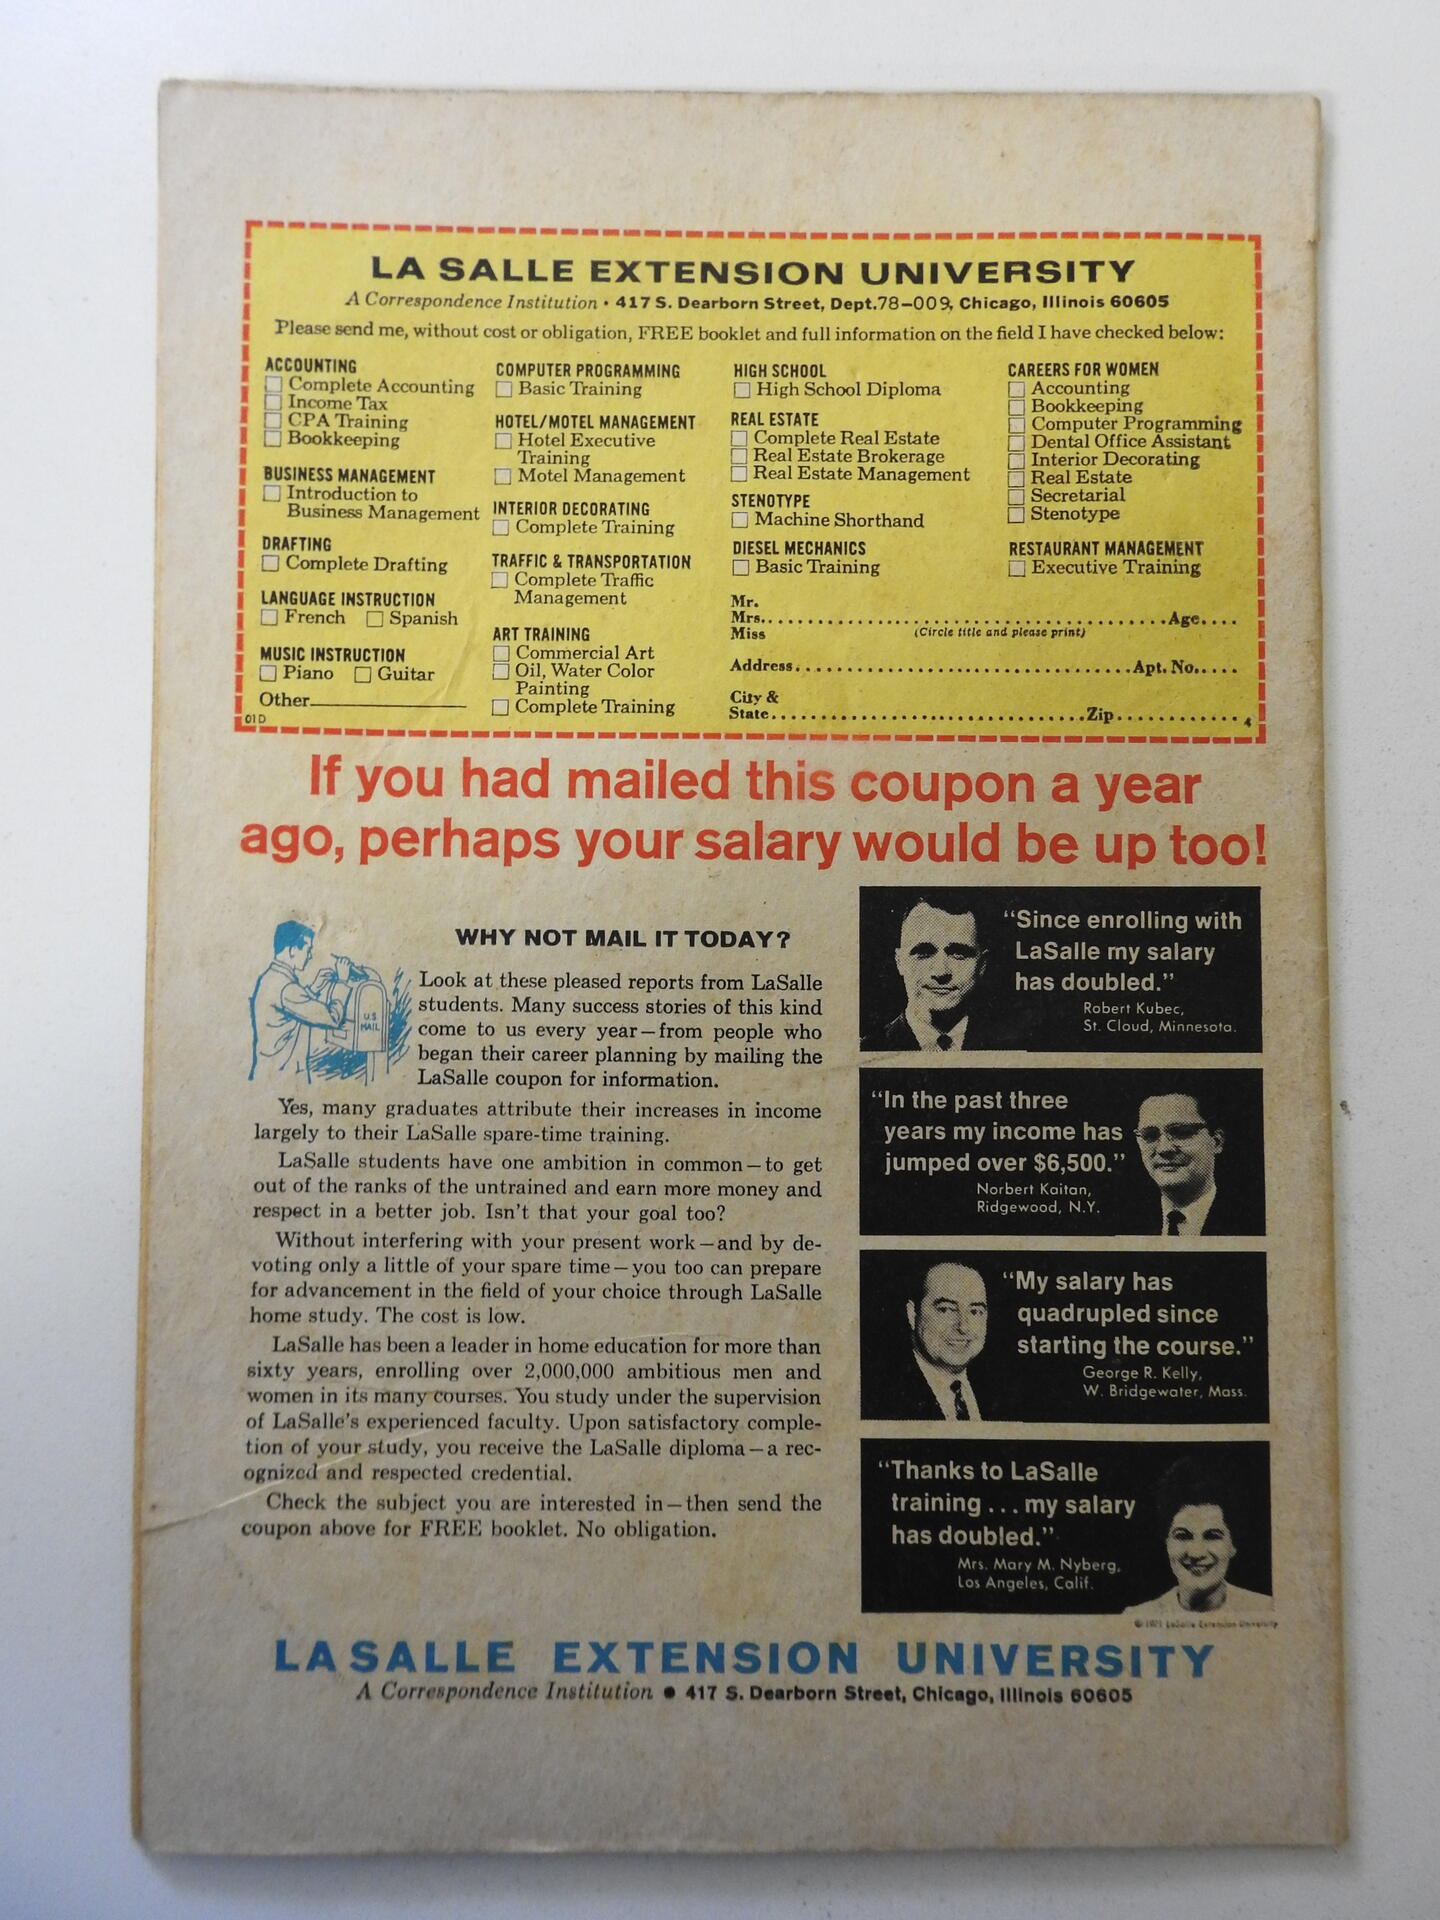 LA SALLE EXTENSION UNIVERSITY
A Correspondence Institution • 417 S. Dearborn Street, Dept.78-009, Chicago, Illinois 60605
Please send me, without cost or obligation, FREE booklet and full information on the field I have checked below:
ACCOUNTING
Complete Accounting
Income Tax
CPA Training
Bookkeeping
BUSINESS MANAGEMENT
Introduction to
Business Management
DRAFTING
Complete Drafting
LANGUAGE INSTRUCTION
French Spanish
MUSIC INSTRUCTION
Piano Guitar
Other
01D
COMPUTER PROGRAMMING
Basic Training
HOTEL/MOTEL MANAGEMENT
Hotel Executive
Training
Motel Management
INTERIOR DECORATING
Complete Training
TRAFFIC & TRANSPORTATION
Complete Traffic
Management
ART TRAINING
Commercial Art
Oil, Water Color
Painting
Complete Training
HIGH SCHOOL
High School Diploma
REAL ESTATE
Complete Real Estate
Real Estate Brokerage
Real Estate Management
STENOTYPE
Machine Shorthand
DIESEL MECHANICS
Basic Training
CAREERS FOR WOMEN
Accounting
Bookkeeping
Computer Programming
Dental Office Assistant
Interior Decorating
Real Estate
Secretarial
Stenotype
RESTAURANT MANAGEMENT
Executive Training
Mr.
Mrs. Age
Miss (Circle title and please print)
Address Apt. No.
City &
State Zip
4
If you had mailed this coupon a year
ago, perhaps your salary would be up too!
WHY NOT MAIL IT TODAY?
U.S.
MAIL
Look at these pleased reports from LaSalle
students. Many success stories of this kind
come to us every year—from people who
began their career planning by mailing the
LaSalle coupon for information.
Yes, many graduates attribute their increases in income
largely to their LaSalle spare-time training.
LaSalle students have one ambition in common—to get
out of the ranks of the untrained and earn more money and
respect in a better job. Isn't that your goal too?
Without interfering with your present work—and by de-
voting only a little of your spare time—you too can prepare
for advancement in the field of your choice through LaSalle
home study. The cost is low.
LaSalle has been a leader in home education for more than
sixty years, enrolling over 2,000,000 ambitious men and
women in its many courses. You study under the supervision
of LaSalle's experienced faculty. Upon satisfactory comple-
tion of your study, you receive the LaSalle diploma—a rec-
ognized and respected credential.
Check the subject you are interested in—then send the
coupon above for FREE booklet. No obligation.
"Since enrolling with
LaSalle my salary
has doubled."
Robert Kubec,
St. Cloud, Minnesota.
"In the past three
years my income has
jumped over $6,500."
Norbert Kaitan,
Ridgewood, N.Y.
"My salary has
quadrupled since
starting the course."
George R. Kelly,
W. Bridgewater, Mass.
"Thanks to LaSalle
training ... my salary
has doubled."
Mrs. Mary M. Nyberg,
Los Angeles, Calif.
© 1971 LaSalle Extension University
LASALLE EXTENSION UNIVERSITY
A Correspondence Institution • 417 S. Dearborn Street, Chicago, Illinois 60605